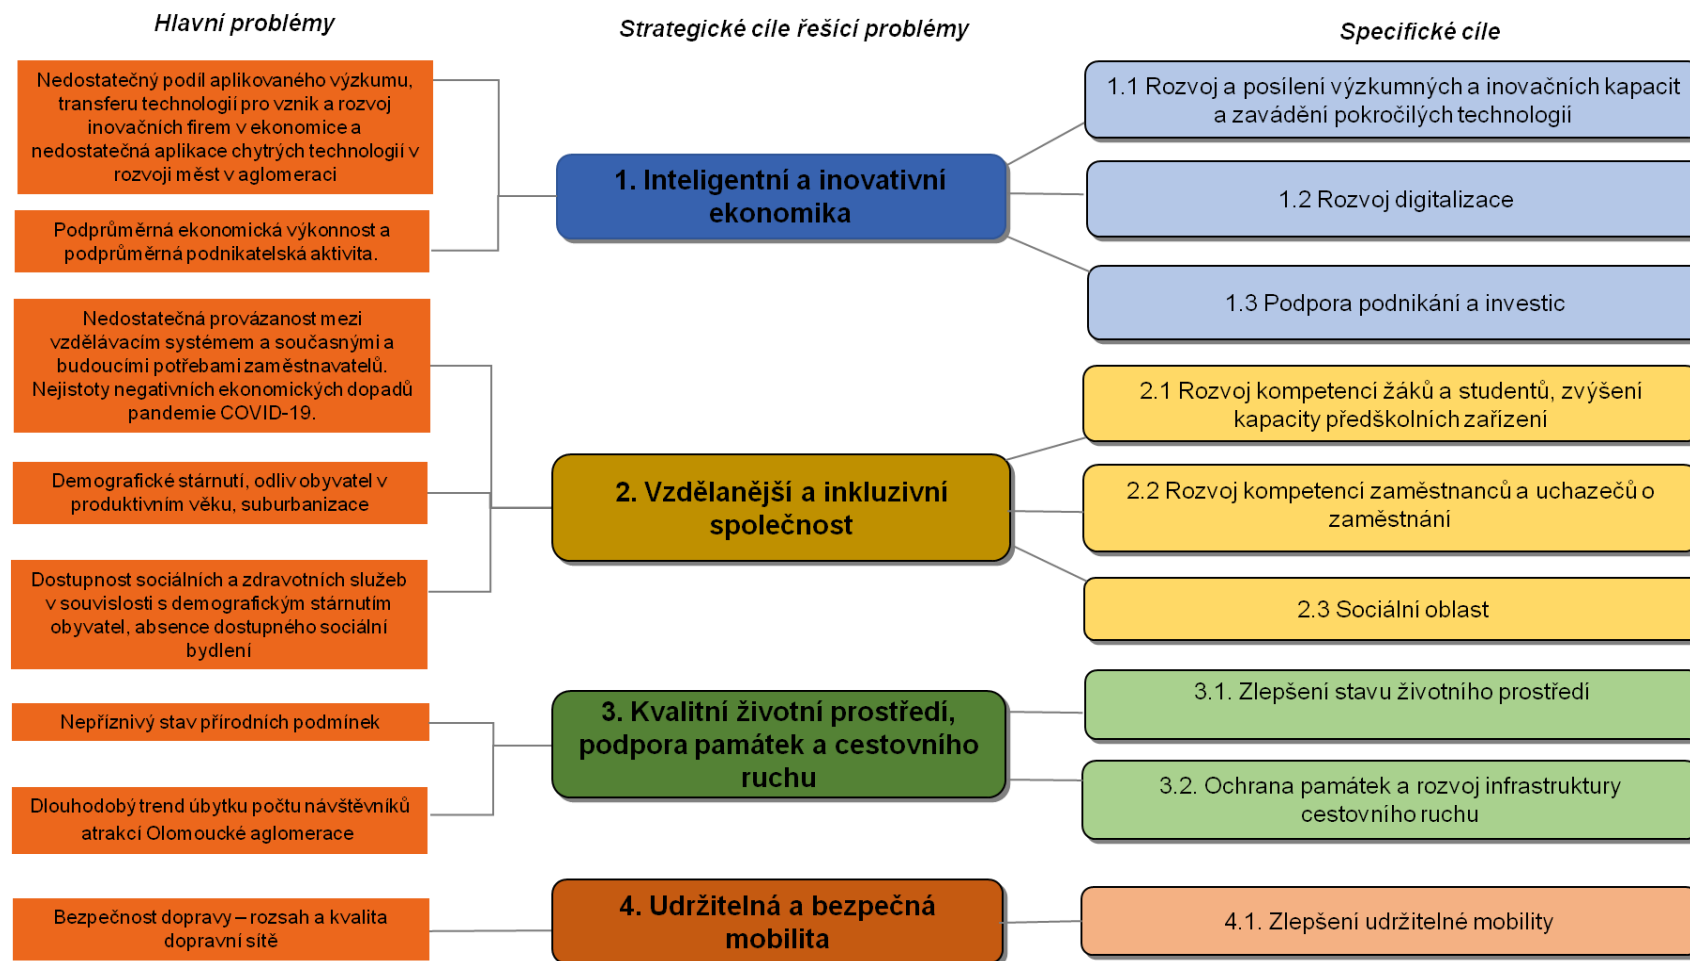 Hlavní problémy
Strategické cíle řešící problémy
Specifické cíle
Nedostatečný podíl aplikovaného výzkumu,
transferu technologií pro vznik a rozvoj
inovačních firem v ekonomice a
nedostatečná aplikace chytrých technologií v
rozvoji měst v aglomeraci
Podprůměrná ekonomická výkonnost a
podprůměrná podnikatelská aktivita.
1. Inteligentní a inovativní
ekonomika
1.1 Rozvoj a posílení výzkumných a inovačních kapacit
a zavádění pokročilých technologií
1.2 Rozvoj digitalizace
1.3 Podpora podnikání a investic
Nedostatečná provázanost mezi
vzdělávacím systémem a současnými a
budoucími potřebami zaměstnavatelů.
Nejistoty negativních ekonomických dopadů
pandemie COVID-19.
Demografické stárnutí, odliv obyvatel v
produktivním věku, suburbanizace
Dostupnost sociálních a zdravotních služeb
v souvislosti s demografickým stárnutím
obyvatel, absence dostupného sociální
bydlení
2. Vzdělanější a inkluzivní
společnost
2.1 Rozvoj kompetencí žáků a studentů, zvýšení
kapacity předškolních zařízení
2.2 Rozvoj kompetencí zaměstnanců a uchazečů o
zaměstnání
2.3 Sociální oblast
Nepříznivý stav přírodních podmínek
Dlouhodobý trend úbytku počtu návštěvníků
atrakcí Olomoucké aglomerace
3. Kvalitní životní prostředí,
podpora památek a cestovního
ruchu
3.1. Zlepšení stavu životního prostředí
3.2. Ochrana památek a rozvoj infrastruktury
cestovního ruchu
Bezpečnost dopravy – rozsah a kvalita
dopravní sítě
4. Udržitelná a bezpečná
mobilita
4.1. Zlepšení udržitelné mobility